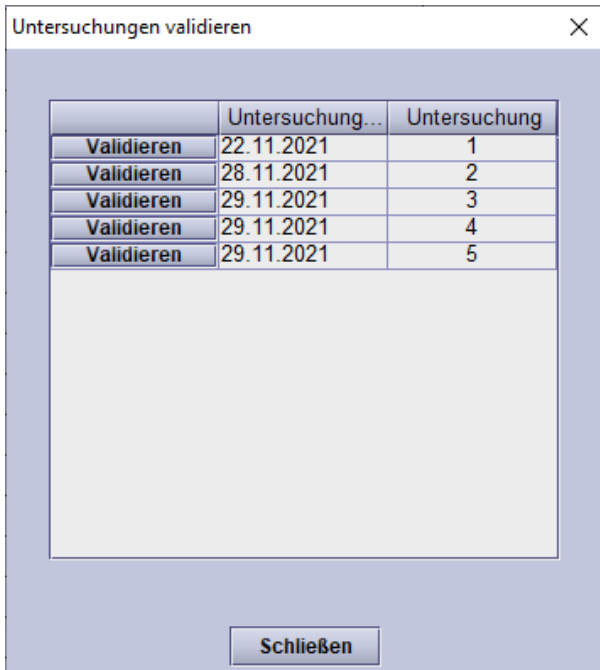 Untersuchungen validieren
Untersuchung... Untersuchung
Validieren 22.11.2021 1
Validieren 28.11.2021 2
Validieren 29.11.2021 3
Validieren 29.11.2021 4
Validieren 29.11.2021 5
Schließen